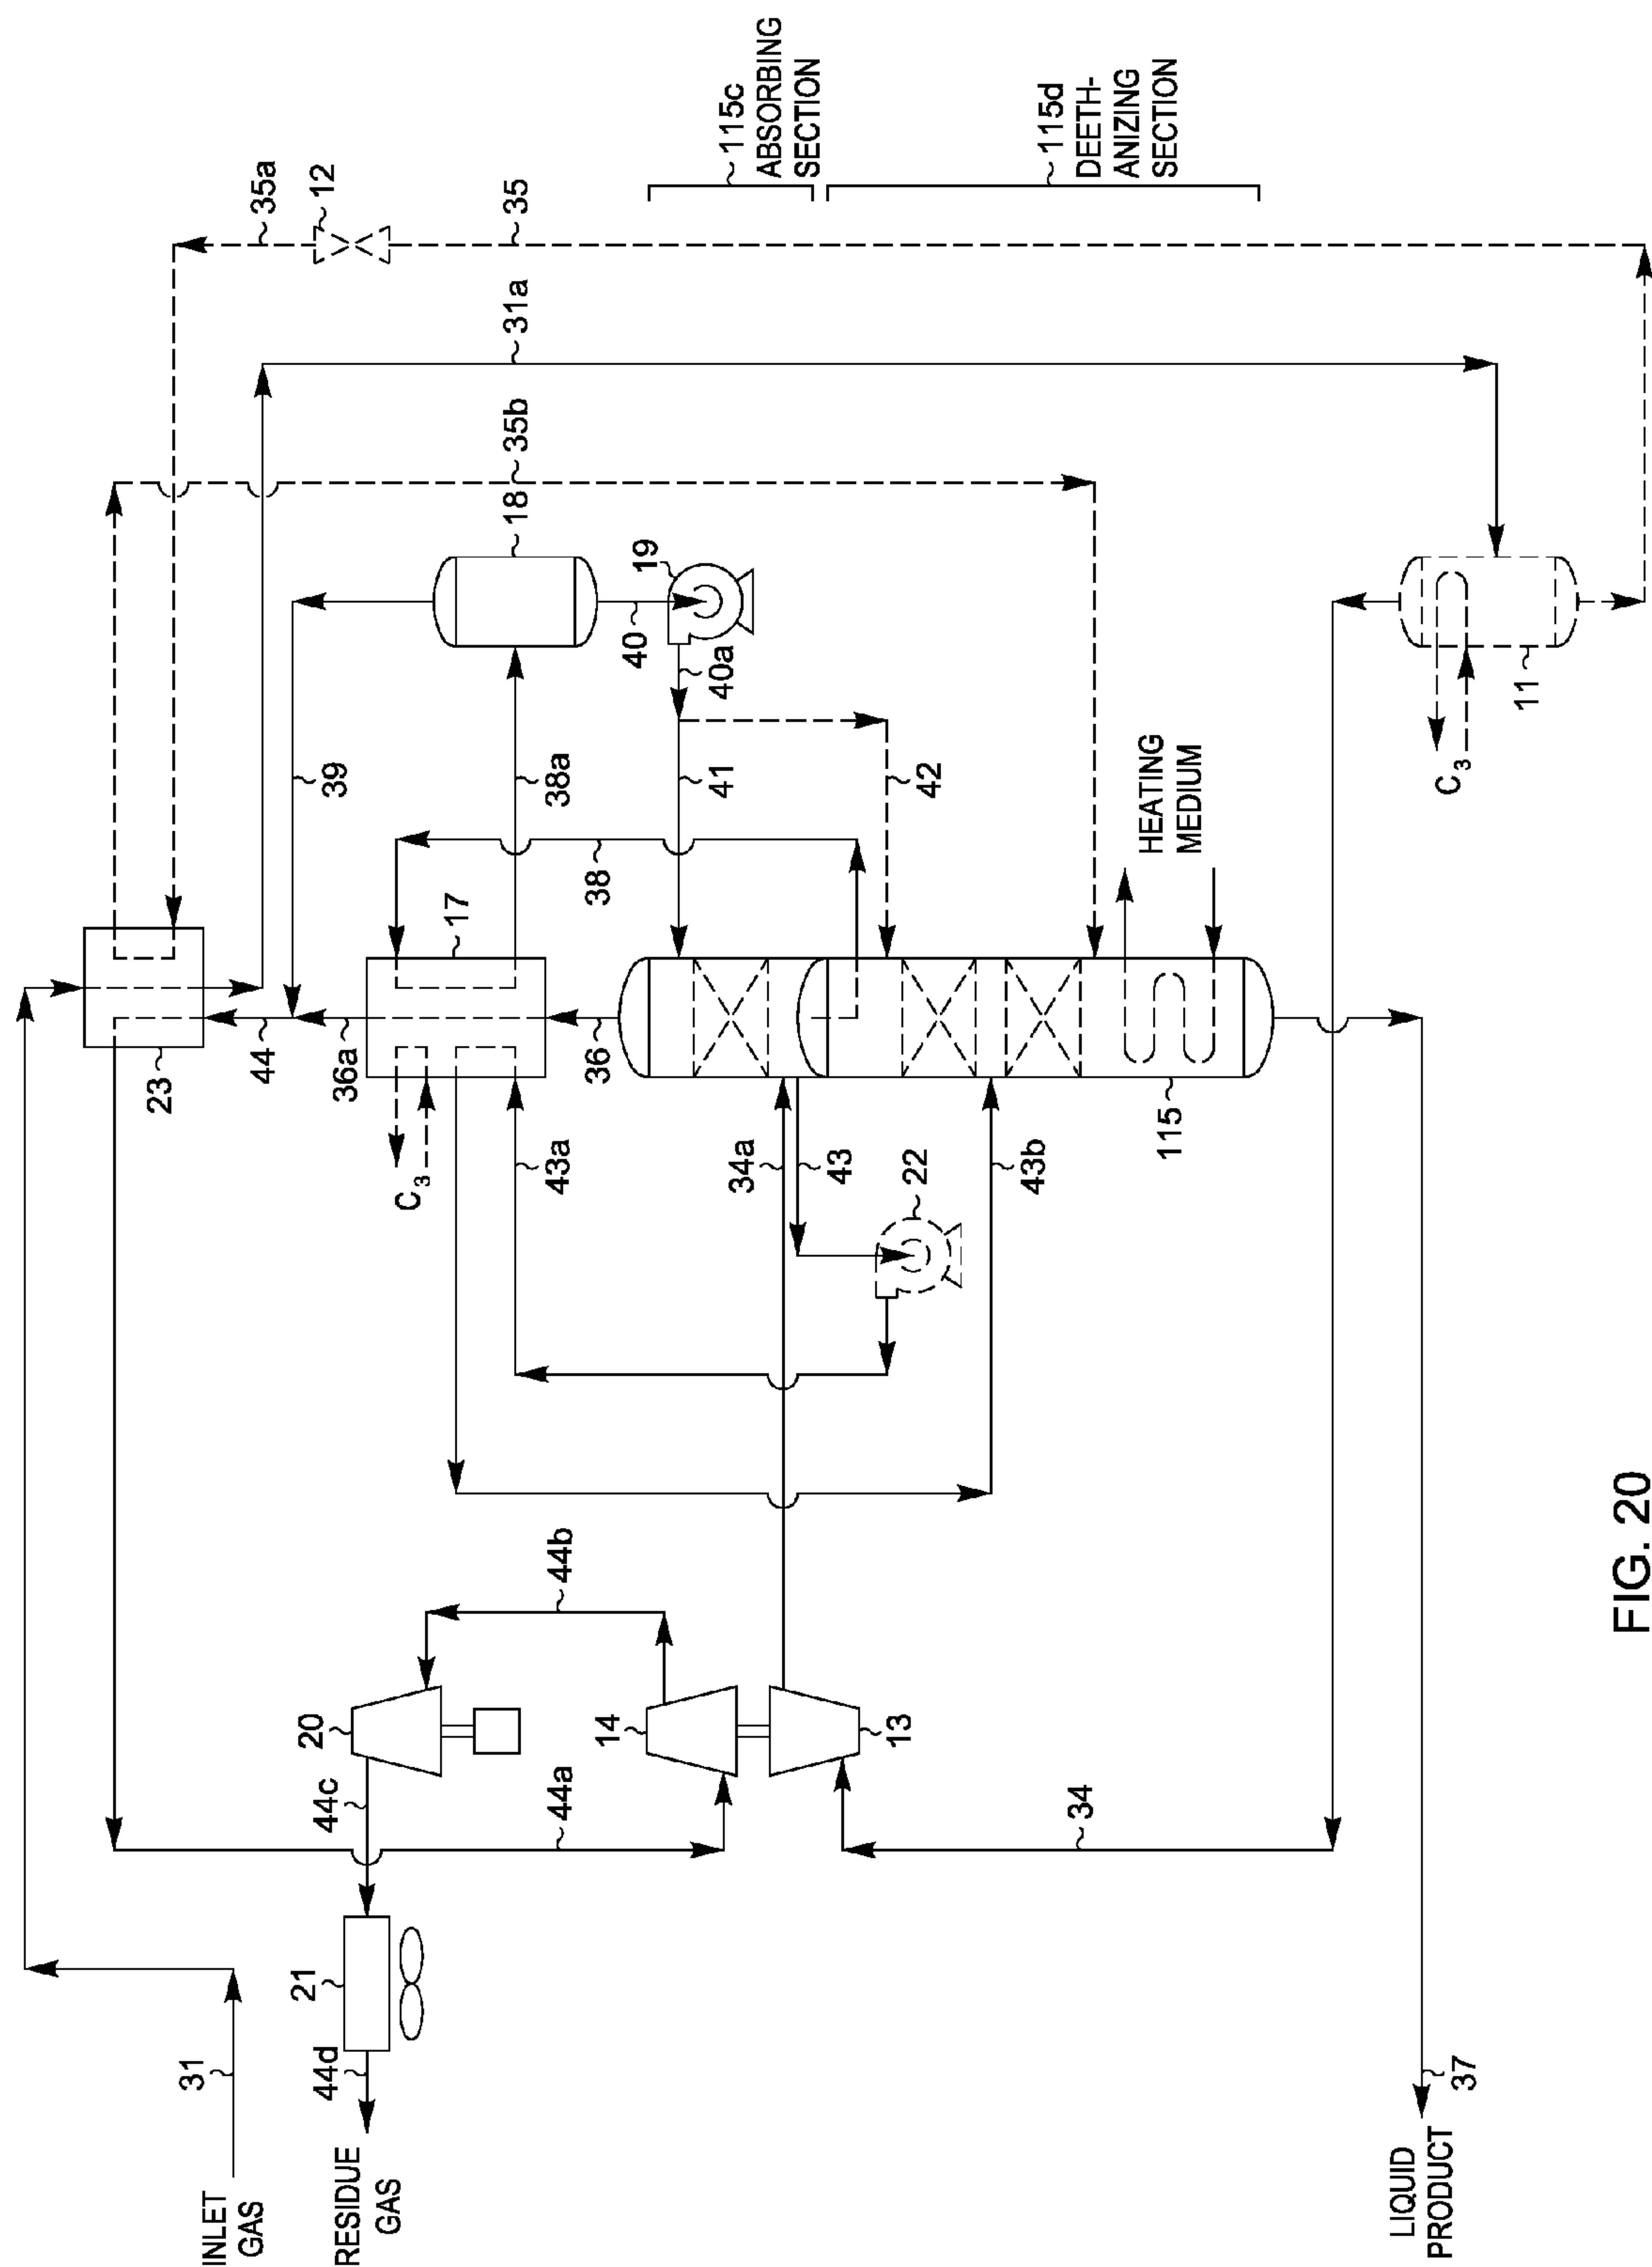 INLET
GAS
31
RESIDUE
GAS
44d
21
44c
20
44a
44b
14
13
34
LIQUID
PRODUCT
37
23
44
36a
C3
43a
17
36
34a
43
22
43b
115
39
38a
38
41
42
40
40a
19
18
35b
HEATING
MEDIUM
C3
11
31a
35a
12
35
115c
ABSORBING
SECTION
115d
DEETH-
ANIZING
SECTION
FIG. 20